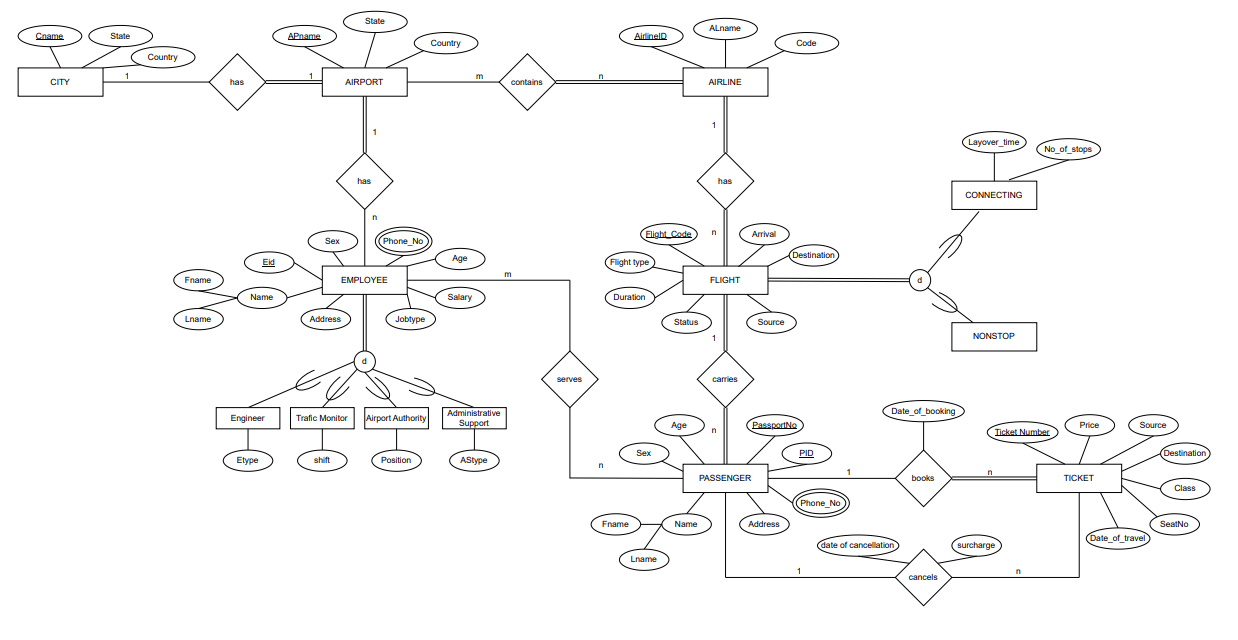 State
ALname
Cname
State
APname
AirlineID
Country
Code
Country
CITY
1
has
1
AIRPORT
m
contains
n
AIRLINE
1
1
Layover_time
No_of_stops
has
has
CONNECTING
n
n
Sex
Phone_No
Flight_Code
Arrival
Eid
Age
Flight type
Destination
Fname
EMPLOYEE
m
FLIGHT
d
Name
Salary
Duration
Lname
Address
Jobtype
Status
Source
1
NONSTOP
d
serves
carries
Engineer
Trafic Monitor
Airport Authority
Administrative
Support
Date_of_booking
Age
PassportNo
Ticket Number
Price
Source
n
Etype
shift
Position
AStype
Sex
PID
Destination
n
PASSENGER
1
books
n
TICKET
Class
Phone_No
Fname
Name
Address
SeatNo
Date_of_travel
date of cancellation
surcharge
Lname
1
cancels
n